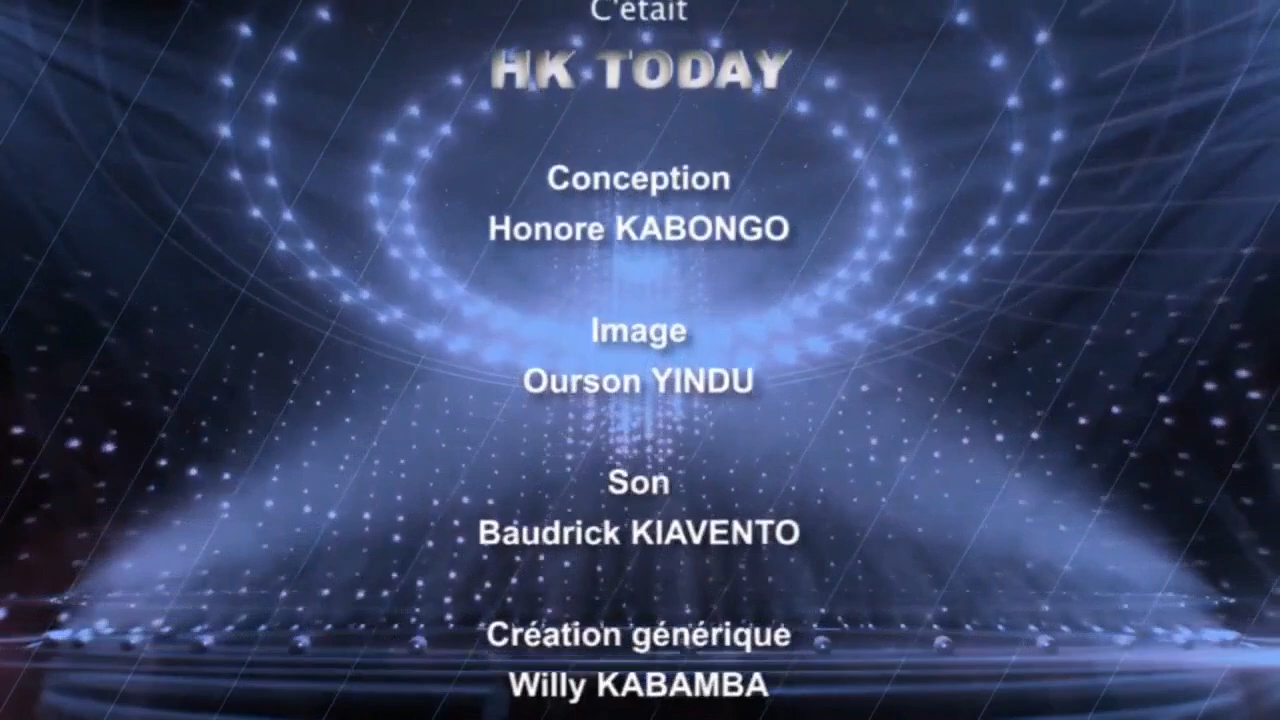 C'était
HK TODAY
Conception
Honore KABONGO
Image
Ourson YINDU
Son
Baudrick KIAVENTO
Création générique
Willy KABAMBA